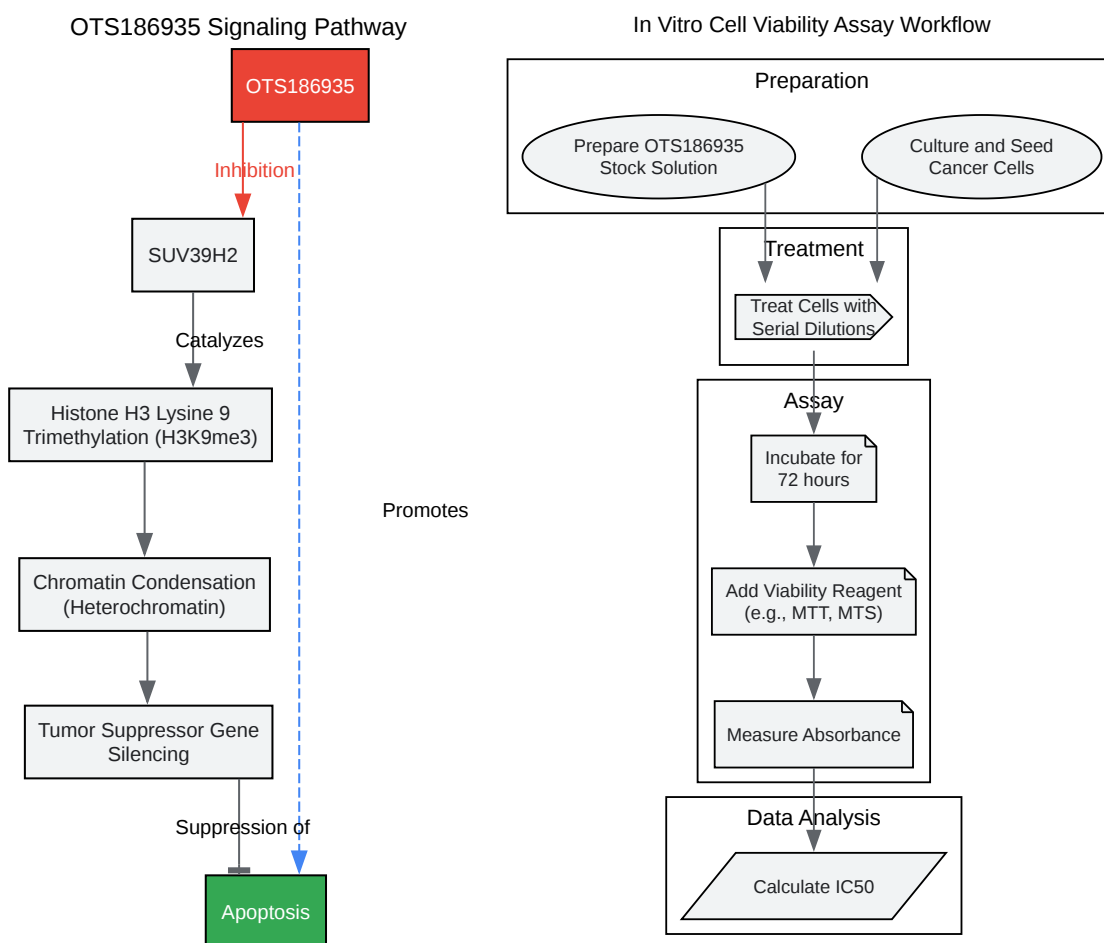 OTS186935 Signaling Pathway
OTS186935
Inhibition
SUV39H2
Catalyzes
Histone H3 Lysine 9
Trimethylation (H3K9me3)
Promotes
Chromatin Condensation
(Heterochromatin)
Tumor Suppressor Gene
Silencing
Suppression of
Apoptosis
In Vitro Cell Viability Assay Workflow
Preparation
Prepare OTS186935
Stock Solution
Culture and Seed
Cancer Cells
Treatment
Treat Cells with
Serial Dilutions
Assay
Incubate for
72 hours
Add Viability Reagent
(e.g., MTT, MTS)
Measure Absorbance
Data Analysis
Calculate IC50